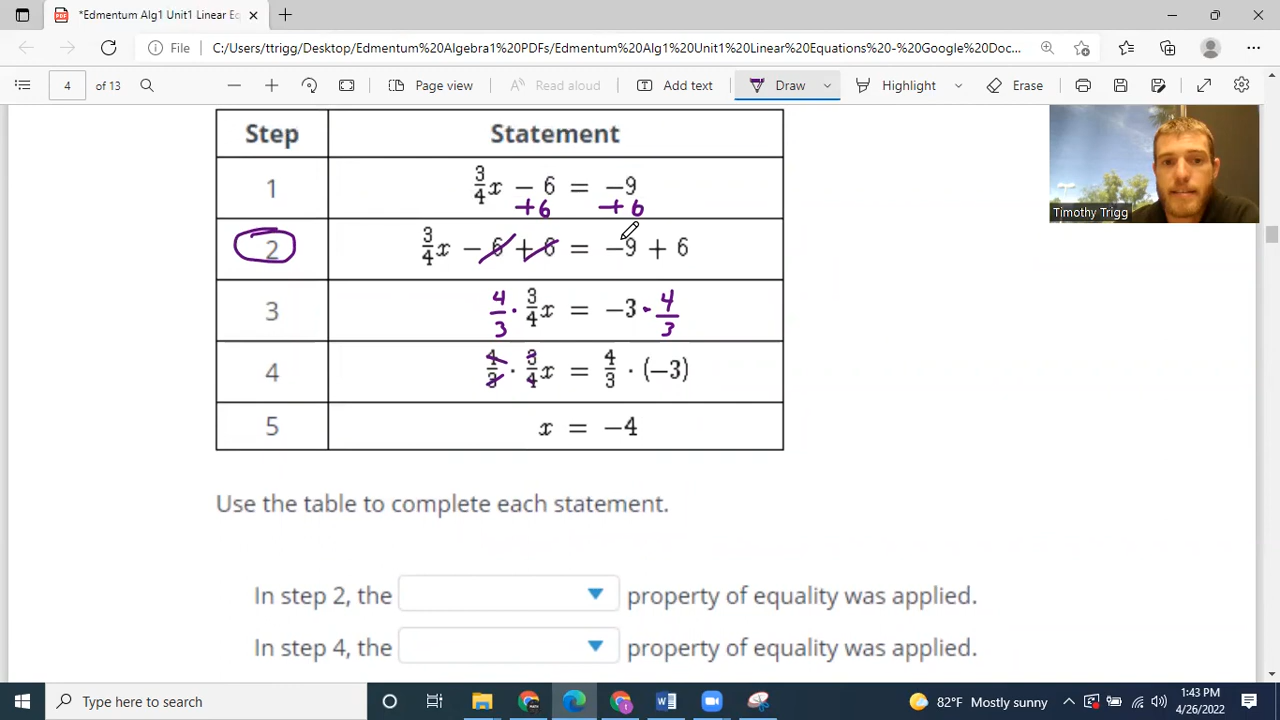 *Edmentum Alg1 Unit1 Linear Equ
File C:/Users/ttrigg/Desktop/Edmentum%20Algebra1%20PDFs/Edmentum%20Alg1%20Unit1%20Linear%20Equations%20-%20Google%20Doc...
4 of 13 Page view Read aloud Add text Draw Highlight Erase
Step Statement
1 3/4 x − 6 = −9
+6 +6
2 3/4 x − 6 + 6 = −9 + 6
3 4/3 · 3/4 x = −3 · 4/3
4 4/3 · 3/4 x = 4/3 · (−3)
5 x = −4
Use the table to complete each statement.
In step 2, the property of equality was applied.
In step 4, the property of equality was applied.
Timothy Trigg
Type here to search
82°F Mostly sunny
1:43 PM
4/26/2022